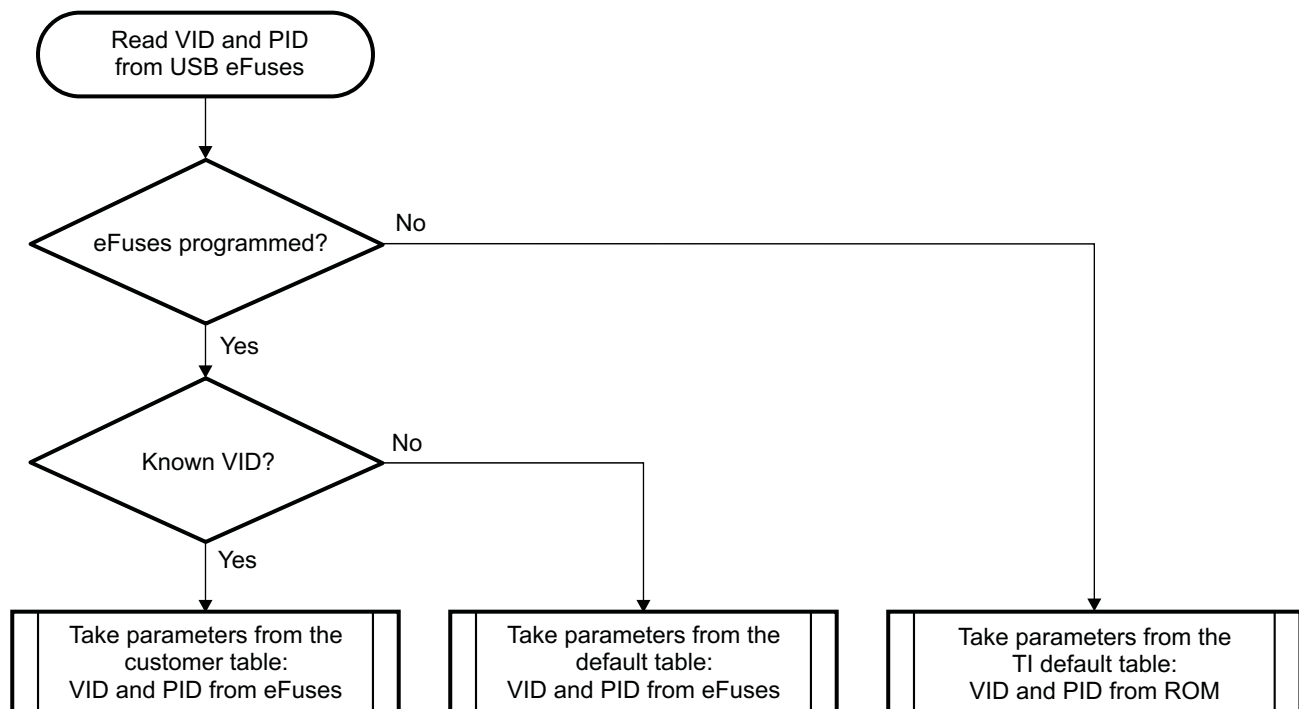 Read VID and PID
from USB eFuses
eFuses programmed?
No
Yes
Known VID?
No
Yes
Take parameters from the
customer table:
VID and PID from eFuses
Take parameters from the
default table:
VID and PID from eFuses
Take parameters from the
TI default table:
VID and PID from ROM